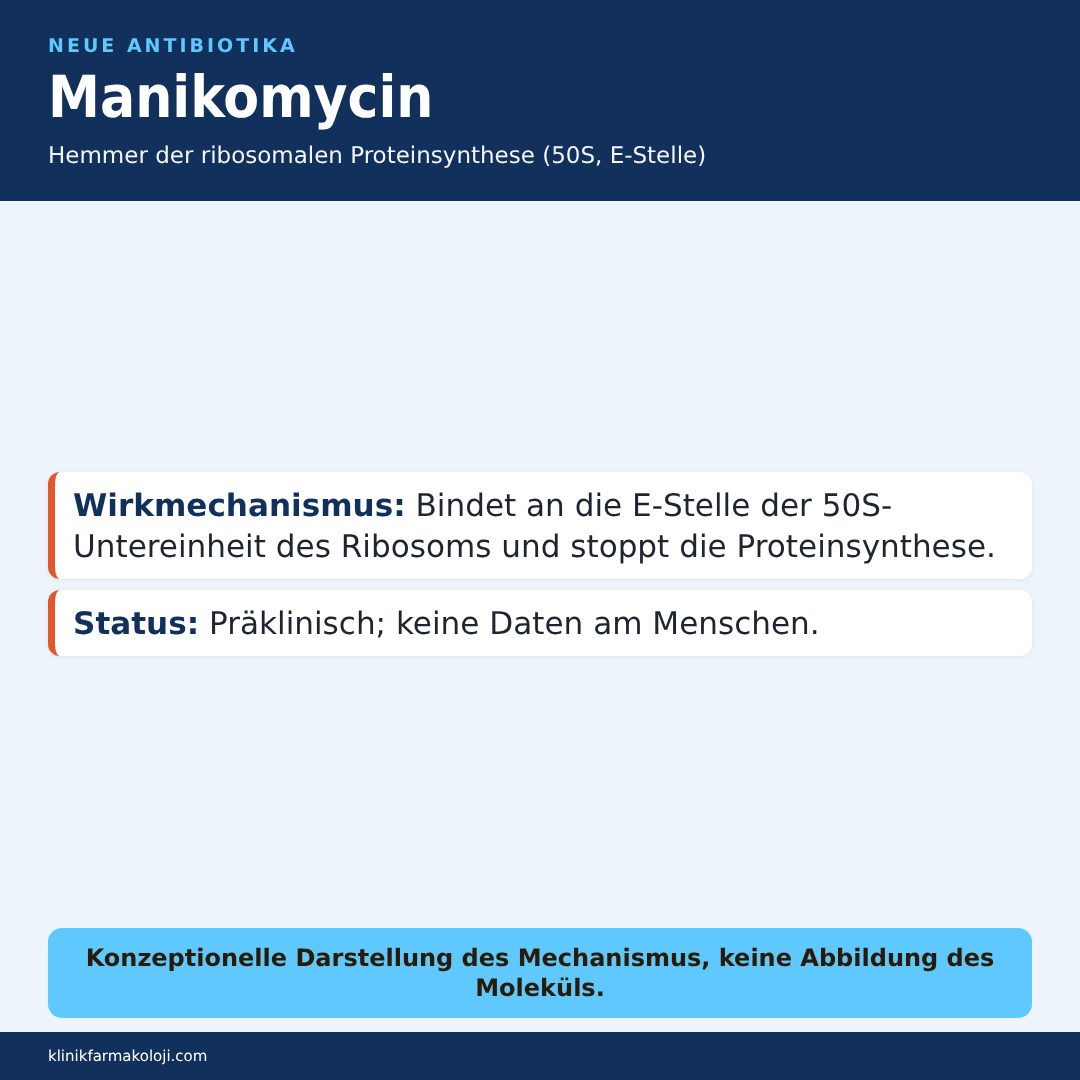 NEUE ANTIBIOTIKA
Manikomycin
Hemmer der ribosomalen Proteinsynthese (50S, E-Stelle)
Wirkmechanismus: Bindet an die E-Stelle der 50S-
Untereinheit des Ribosoms und stoppt die Proteinsynthese.
Status: Präklinisch; keine Daten am Menschen.
Konzeptionelle Darstellung des Mechanismus, keine Abbildung des
Moleküls.
klinikfarmakoloji.com